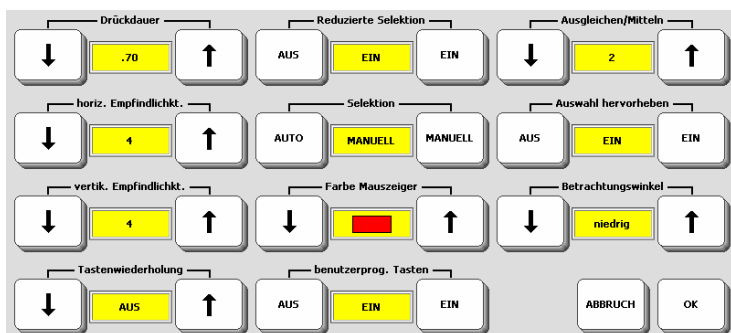 Drückdauer
Reduzierte Selektion
Ausgleichen/Mitteln
.70
AUS
EIN
EIN
2
horiz. Empfindlichkt.
Selektion
Auswahl hervorheben
4
AUTO
MANUELL
MANUELL
AUS
EIN
EIN
vertik. Empfindlichkt.
Farbe Mauszeiger
Betrachtungswinkel
4
niedrig
Tastenwiederholung
benutzerprog. Tasten
AUS
AUS
EIN
EIN
ABBRUCH
OK